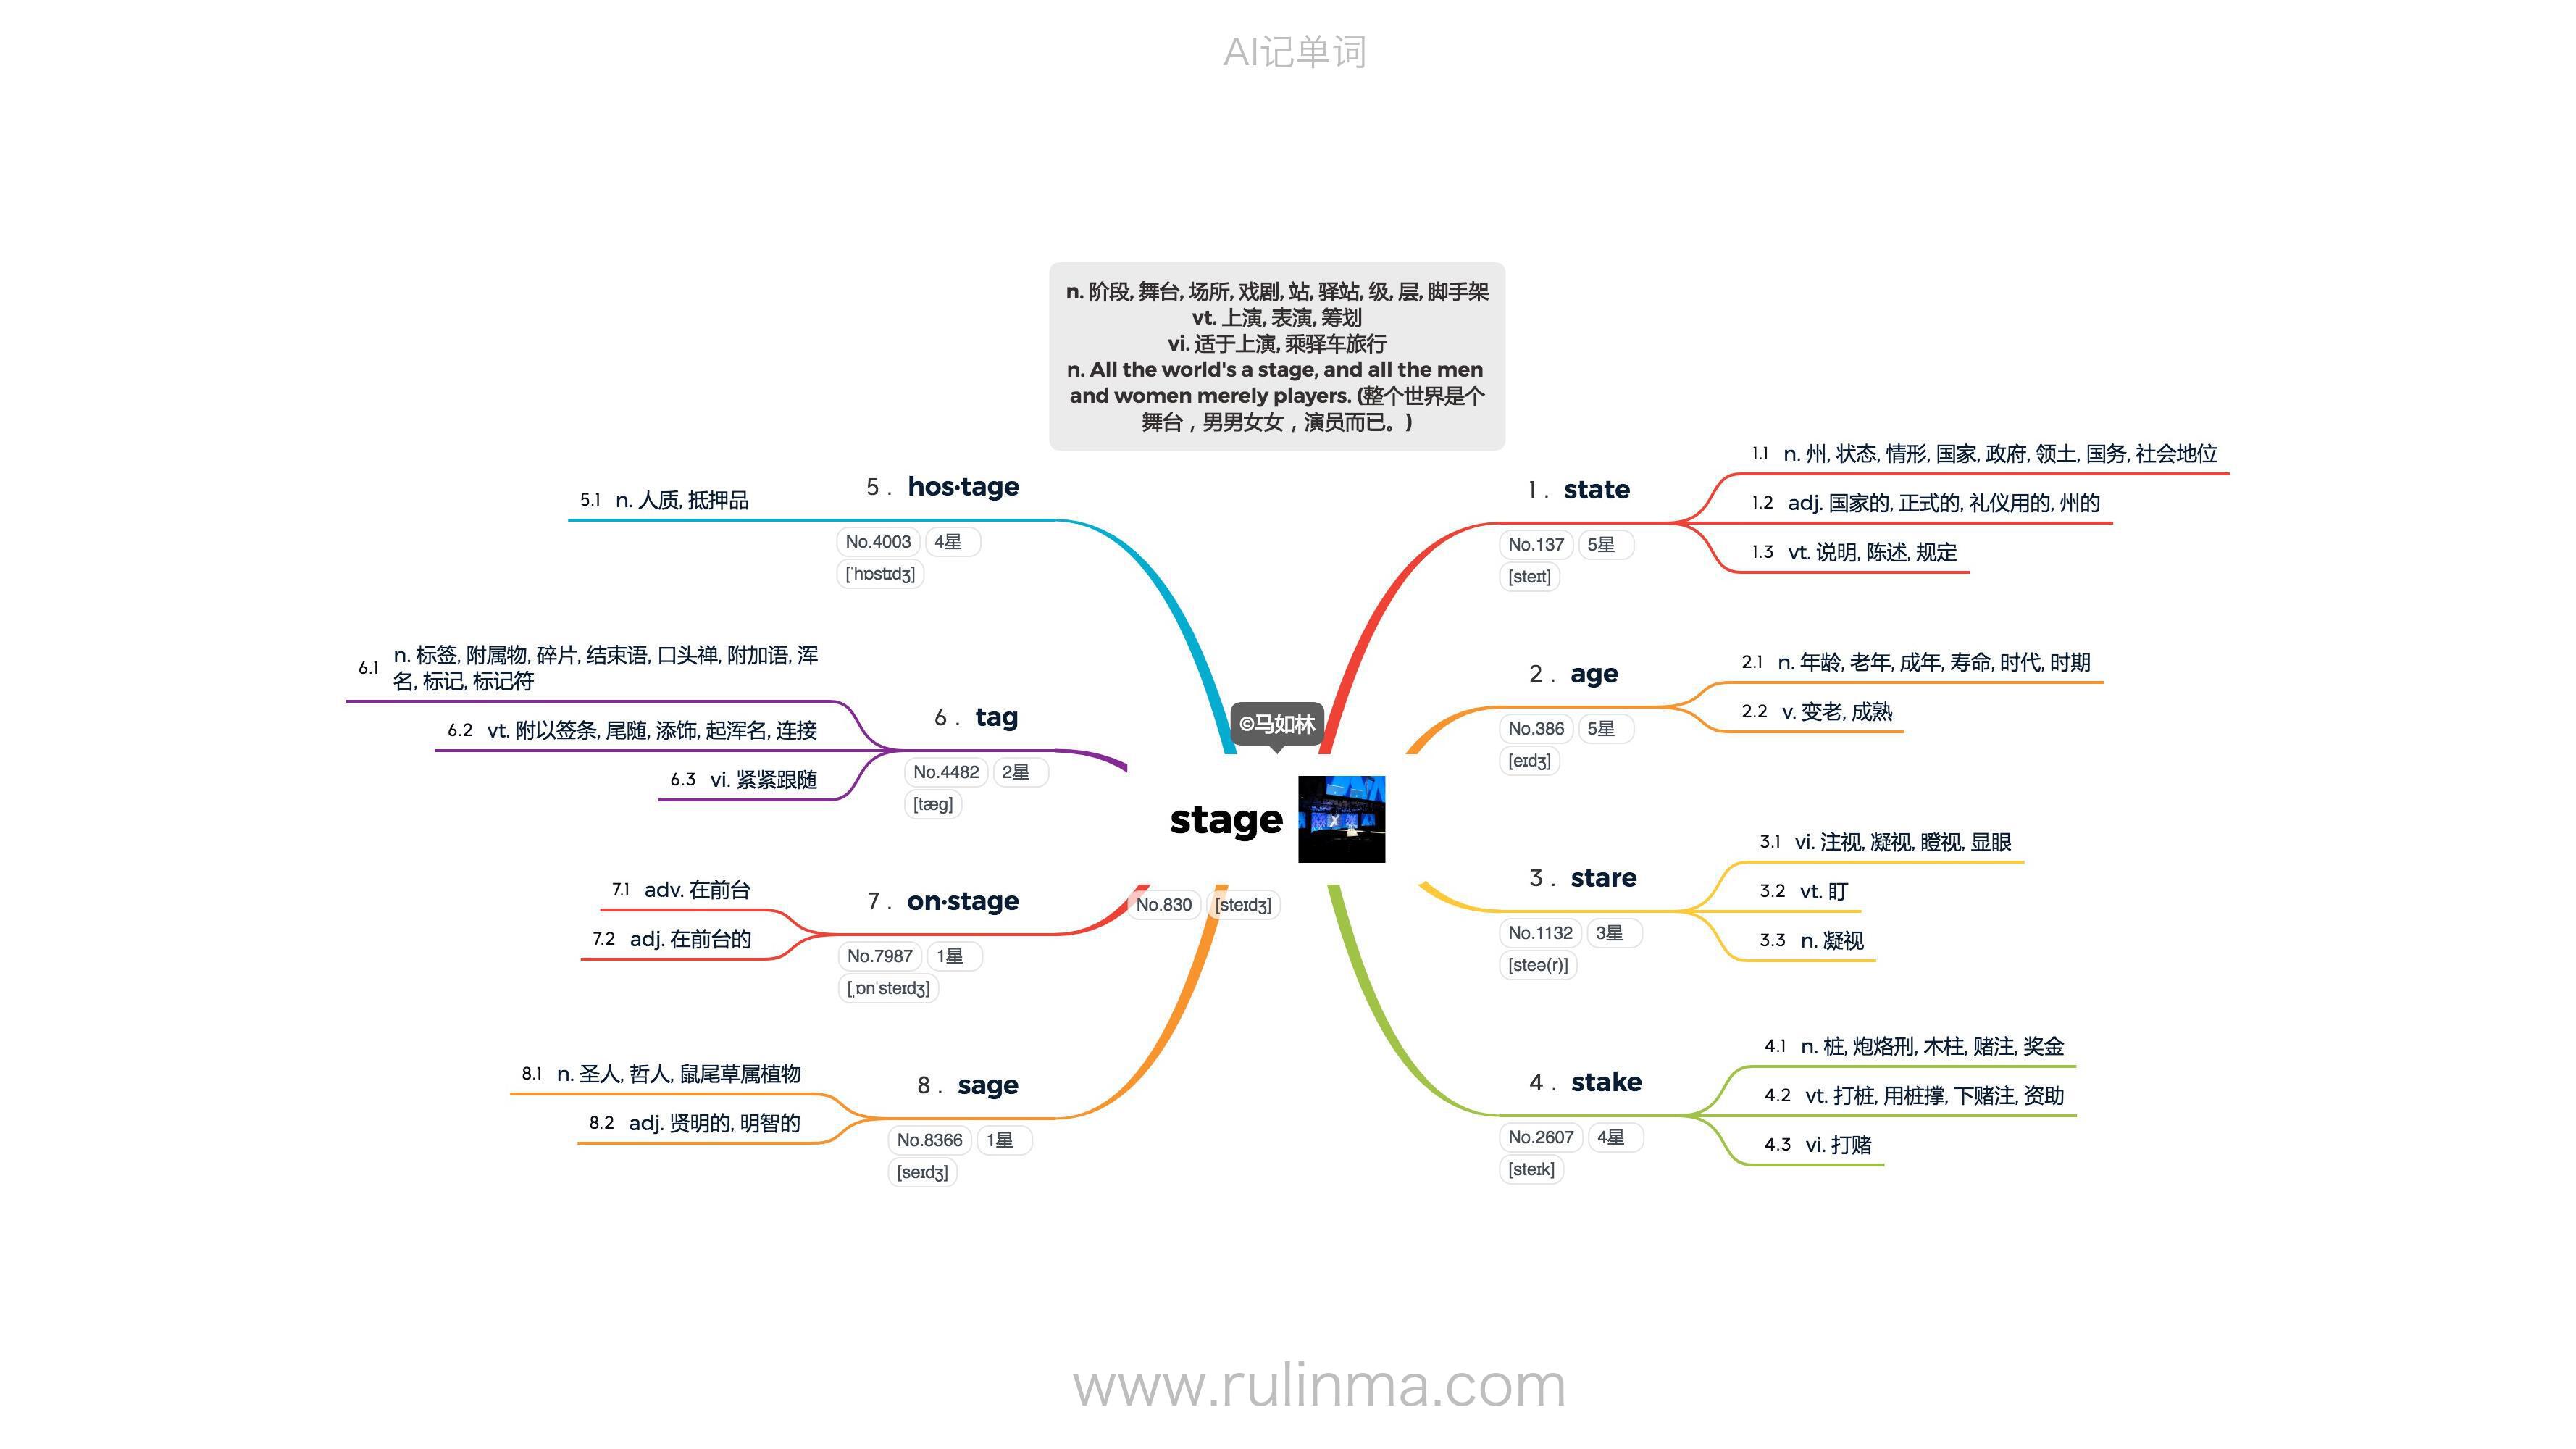 AI记单词
n. 阶段, 舞台, 场所, 戏剧, 站, 驿站, 级, 层, 脚手架
vt. 上演, 表演, 筹划
vi. 适于上演, 乘驿车旅行
n. All the world's a stage, and all the men
and women merely players. (整个世界是个
舞台，男男女女，演员而已。)
©马如林
stage
No.830 [steɪdʒ]
1. state
No.137 5星
[steɪt]
1.1 n. 州, 状态, 情形, 国家, 政府, 领土, 国务, 社会地位
1.2 adj. 国家的, 正式的, 礼仪用的, 州的
1.3 vt. 说明, 陈述, 规定
2. age
No.386 5星
[eɪdʒ]
2.1 n. 年龄, 老年, 成年, 寿命, 时代, 时期
2.2 v. 变老, 成熟
3. stare
No.1132 3星
[steə(r)]
3.1 vi. 注视, 凝视, 瞪视, 显眼
3.2 vt. 盯
3.3 n. 凝视
4. stake
No.2607 4星
[steɪk]
4.1 n. 桩, 炮烙刑, 木柱, 赌注, 奖金
4.2 vt. 打桩, 用桩撑, 下赌注, 资助
4.3 vi. 打赌
5. hos·tage
No.4003 4星
[ˈhɒstɪdʒ]
5.1 n. 人质, 抵押品
6. tag
No.4482 2星
[tæg]
6.1 n. 标签, 附属物, 碎片, 结束语, 口头禅, 附加语, 浑
名, 标记, 标记符
6.2 vt. 附以签条, 尾随, 添饰, 起浑名, 连接
6.3 vi. 紧紧跟随
7. on·stage
No.7987 1星
[ˌɒnˈsteɪdʒ]
7.1 adv. 在前台
7.2 adj. 在前台的
8. sage
No.8366 1星
[seɪdʒ]
8.1 n. 圣人, 哲人, 鼠尾草属植物
8.2 adj. 贤明的, 明智的
www.rulinma.com